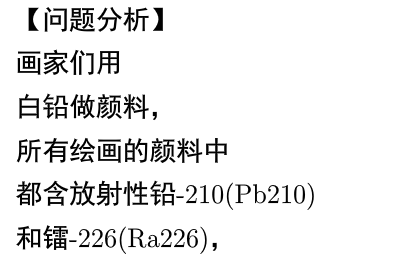 【问题分析】
画家们用
白铅做颜料，
所有绘画的颜料中
都含放射性铅-210(Pb210)
和镭-226(Ra226)，